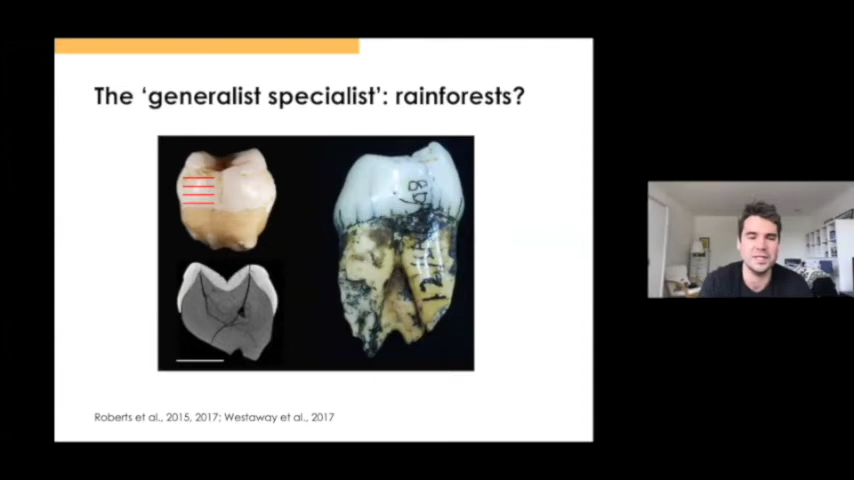 The 'generalist specialist': rainforests?
Roberts et al., 2015, 2017; Westaway et al., 2017